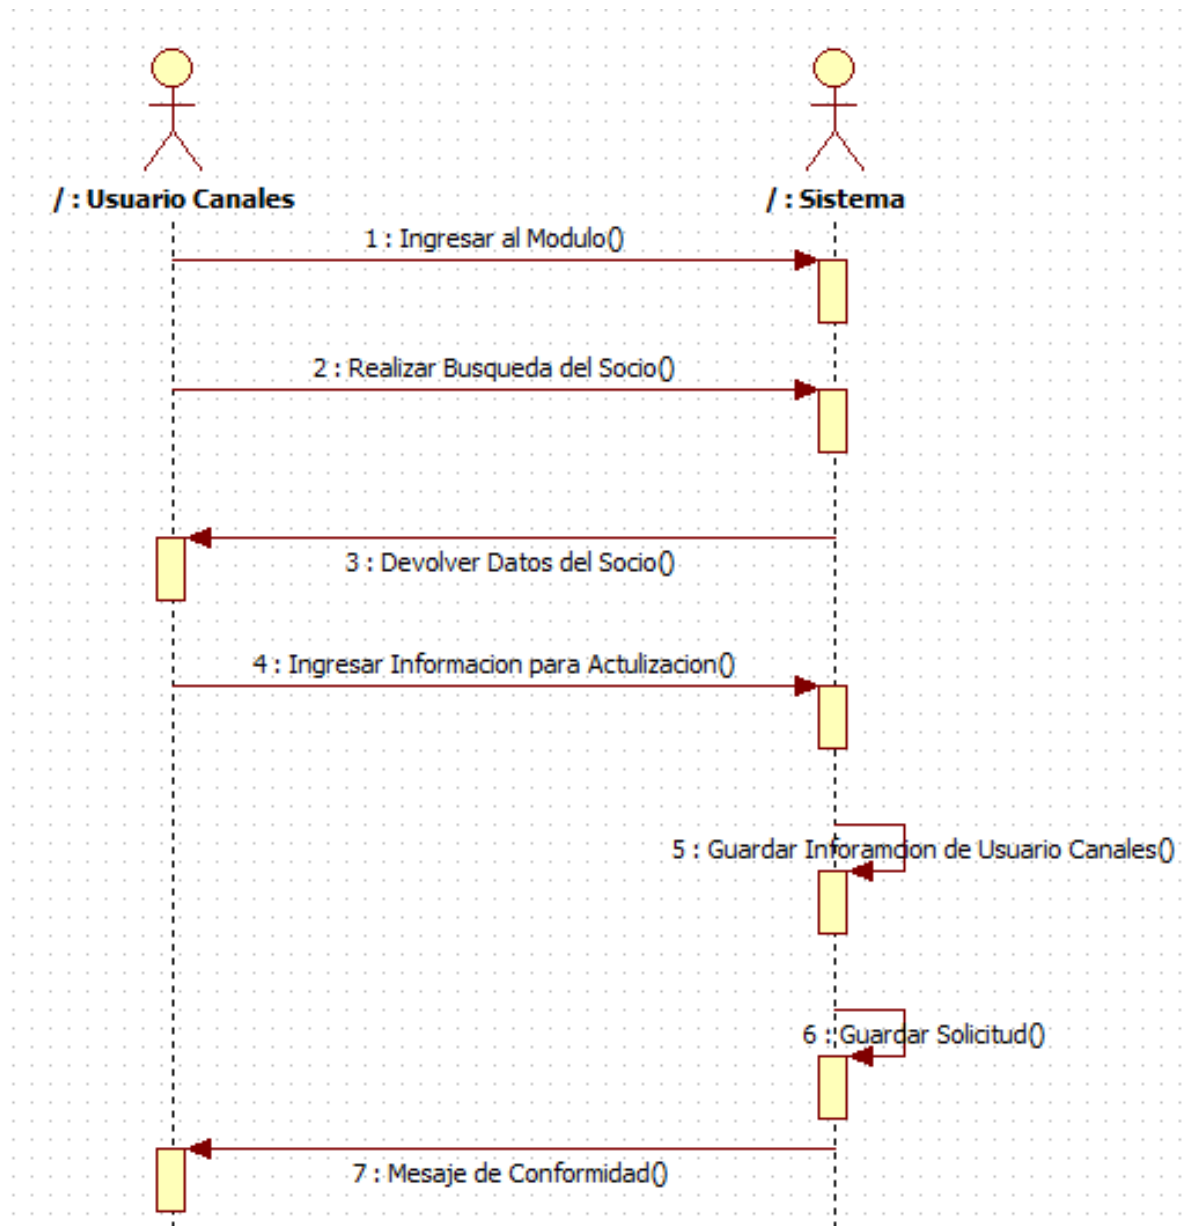 / : Usuario Canales
/ : Sistema
1 : Ingresar al Modulo()
2 : Realizar Busqueda del Socio()
3 : Devolver Datos del Socio()
4 : Ingresar Informacion para Actulizacion()
5 : Guardar Inforamcion de Usuario Canales()
6 : Guardar Solicitud()
7 : Mesaje de Conformidad()